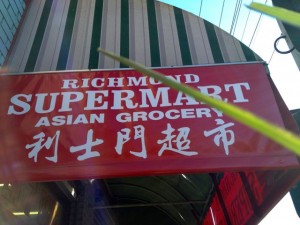 RICHMOND
SUPERMART
ASIAN GROCERY
利士門超市